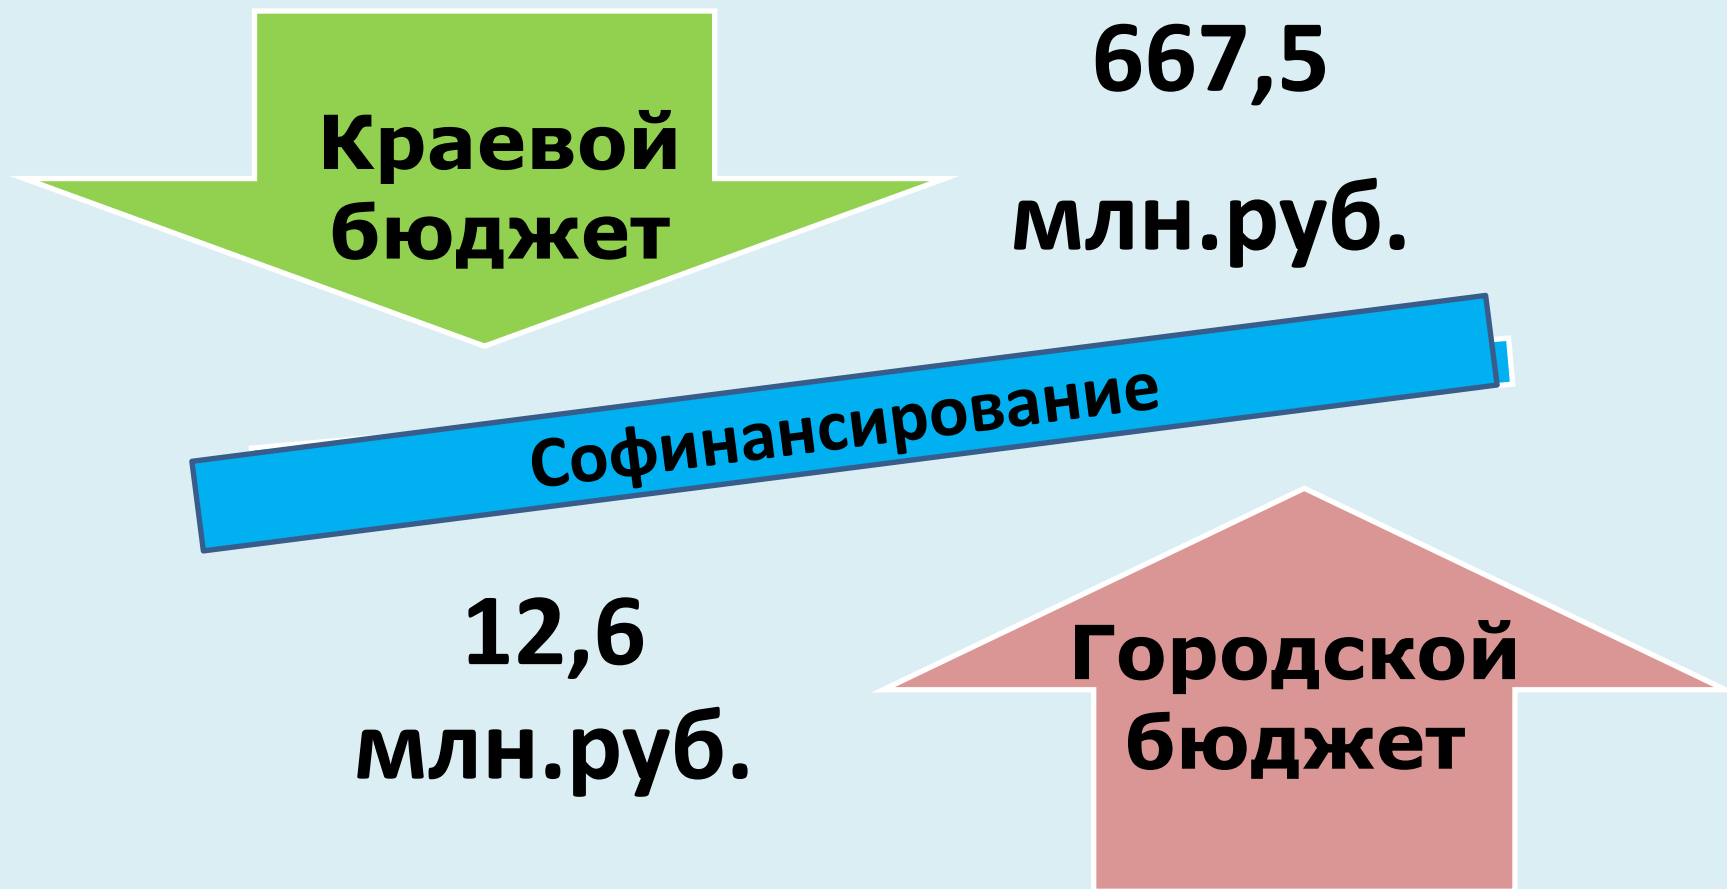 Краевой
бюджет
667,5
млн.руб.
Софинансирование
12,6
млн.руб.
Городской
бюджет